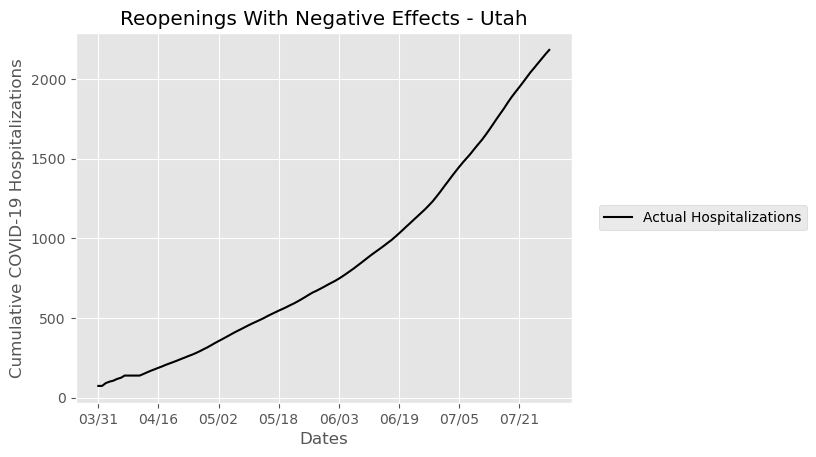 Reopenings With Negative Effects - Utah
Cumulative COVID-19 Hospitalizations
2000
1500
1000
500
0
03/31 04/16 05/02 05/18 06/03 06/19 07/05 07/21
Dates
Actual Hospitalizations